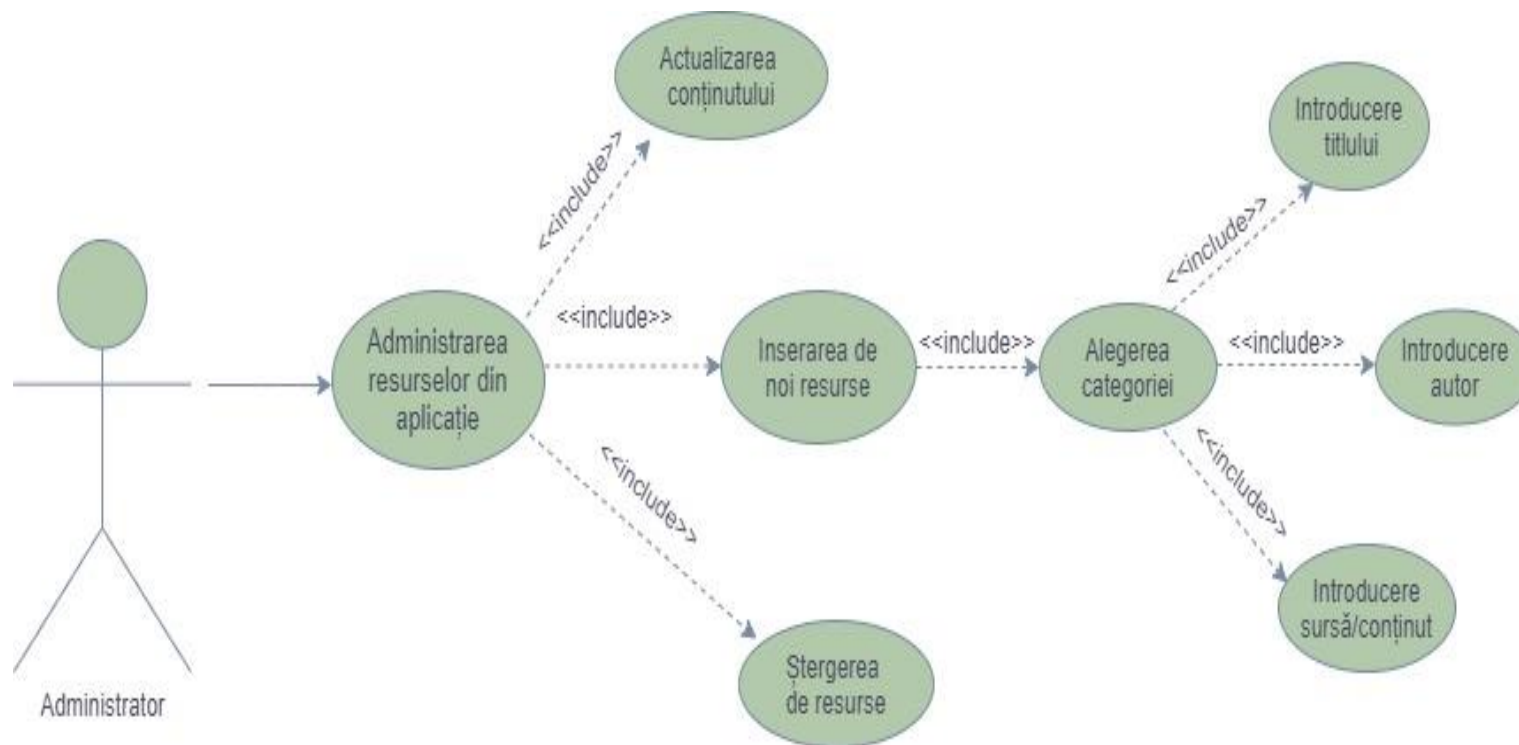 Actualizarea
conținutului
Introducere
titlului
<<include>>
<<include>>
<<include>>
Administrarea
resurselor din
aplicație
Inserarea de
noi resurse
<<include>>
Alegerea
categoriei
<<include>>
Introducere
autor
<<include>>
<<include>>
Introducere
sursă/conținut
Ștergerea
de resurse
Administrator